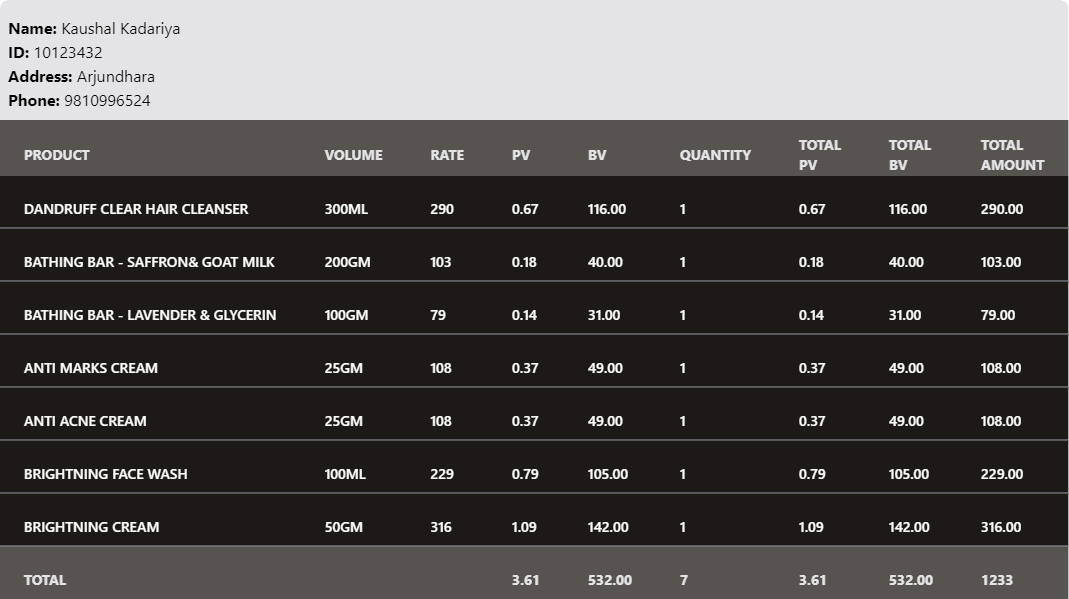 Name: Kaushal Kadariya
ID: 10123432
Address: Arjundhara
Phone: 9810996524
PRODUCT VOLUME RATE PV BV QUANTITY TOTAL PV TOTAL BV TOTAL AMOUNT
DANDRUFF CLEAR HAIR CLEANSER 300ML 290 0.67 116.00 1 0.67 116.00 290.00
BATHING BAR - SAFFRON& GOAT MILK 200GM 103 0.18 40.00 1 0.18 40.00 103.00
BATHING BAR - LAVENDER & GLYCERIN 100GM 79 0.14 31.00 1 0.14 31.00 79.00
ANTI MARKS CREAM 25GM 108 0.37 49.00 1 0.37 49.00 108.00
ANTI ACNE CREAM 25GM 108 0.37 49.00 1 0.37 49.00 108.00
BRIGHTNING FACE WASH 100ML 229 0.79 105.00 1 0.79 105.00 229.00
BRIGHTNING CREAM 50GM 316 1.09 142.00 1 1.09 142.00 316.00
TOTAL 3.61 532.00 7 3.61 532.00 1233